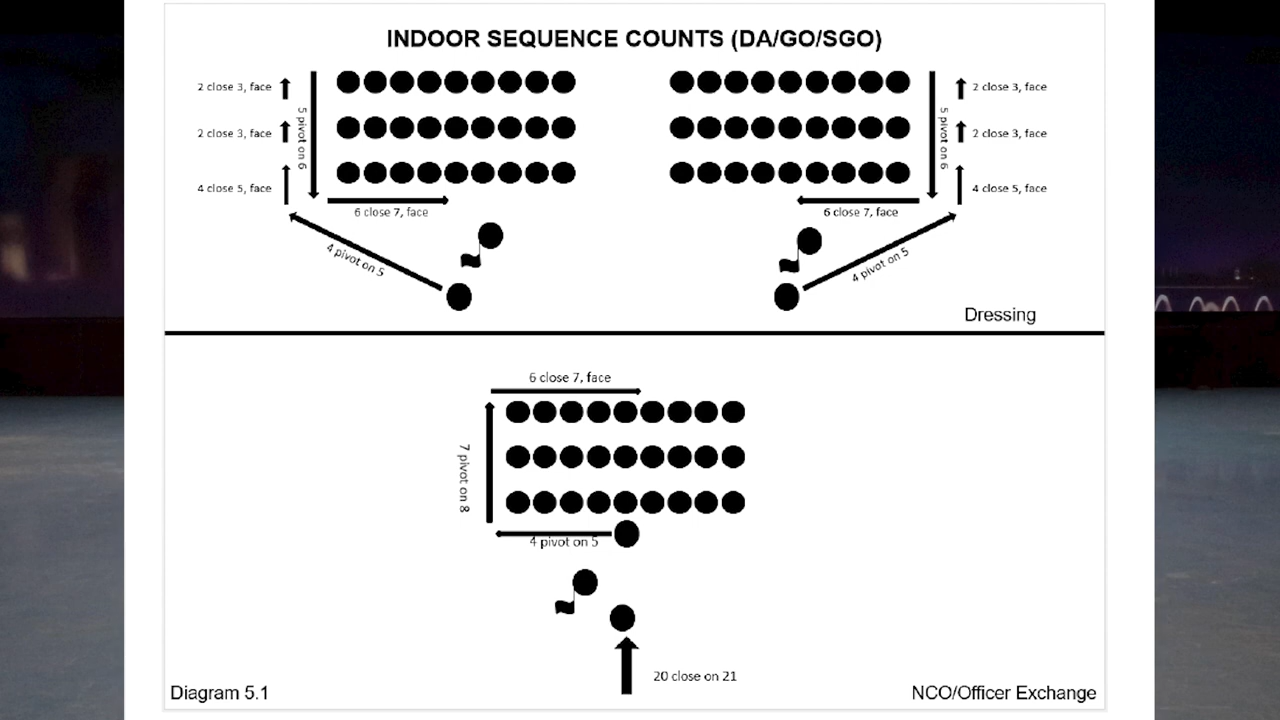 INDOOR SEQUENCE COUNTS (DA/GO/SGO)
2 close 3, face
2 close 3, face
4 close 5, face
5 pivot on 6
6 close 7, face
4 pivot on 5
2 close 3, face
2 close 3, face
4 close 5, face
5 pivot on 6
6 close 7, face
4 pivot on 5
Dressing
6 close 7, face
7 pivot on 8
4 pivot on 5
20 close on 21
Diagram 5.1
NCO/Officer Exchange